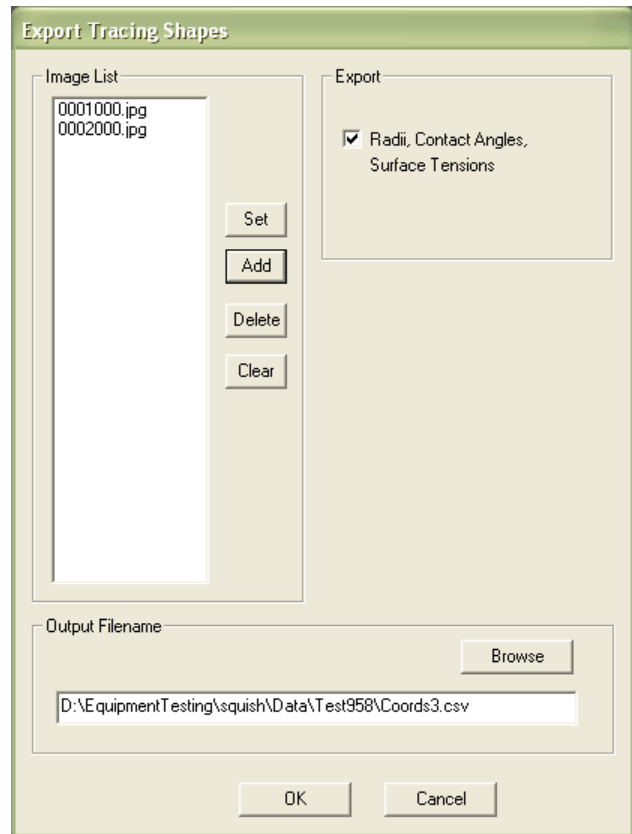 Export Tracing Shapes
Image List
0001000.jpg
0002000.jpg
Set
Add
Delete
Clear
Export
Radii, Contact Angles,
Surface Tensions
Output Filename
Browse
D:\EquipmentTesting\squish\Data\Test958\Coords3.csv
OK
Cancel